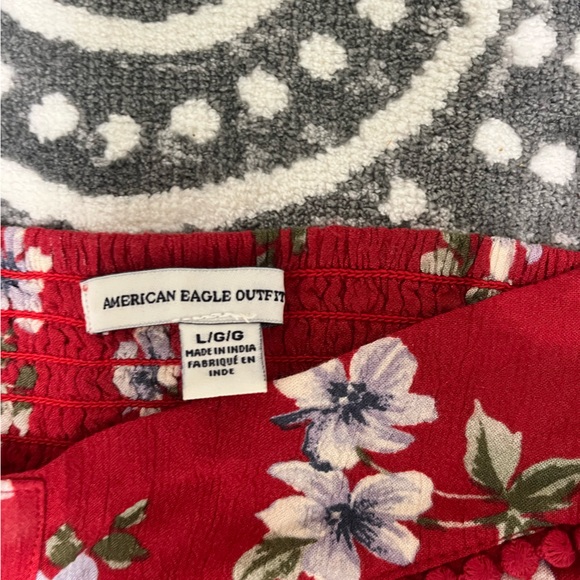 AMERICAN EAGLE OUTFIT
L/G/G
MADE IN INDIA
FABRIQUÉ EN
INDE